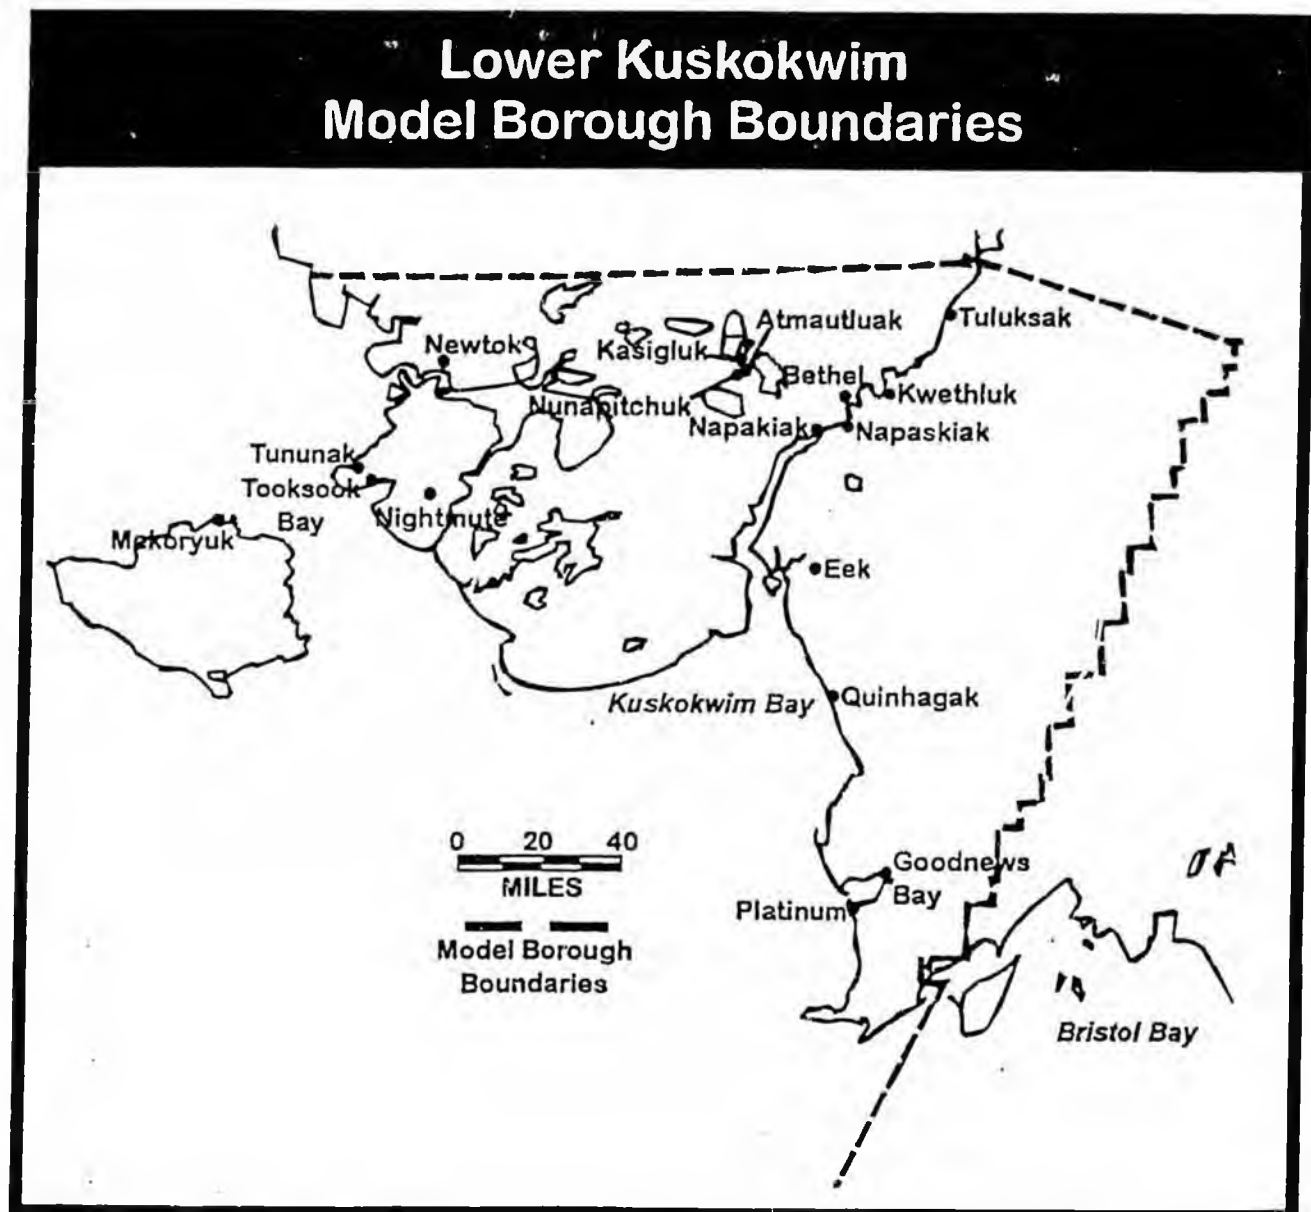 Lower Kuskokwim
Model Borough Boundaries
Atmautluak
Tuluksak
Newtok
Kasigluk
Bethel
Kwethluk
Nunapitchuk
Napakiak
Napaskiak
Tununak
Tooksook
Bay
Nightmute
Mekoryuk
Eek
Kuskokwim Bay
Quinhagak
0 20 40
MILES
Goodnews
Bay
Platinum
Model Borough
Boundaries
Bristol Bay